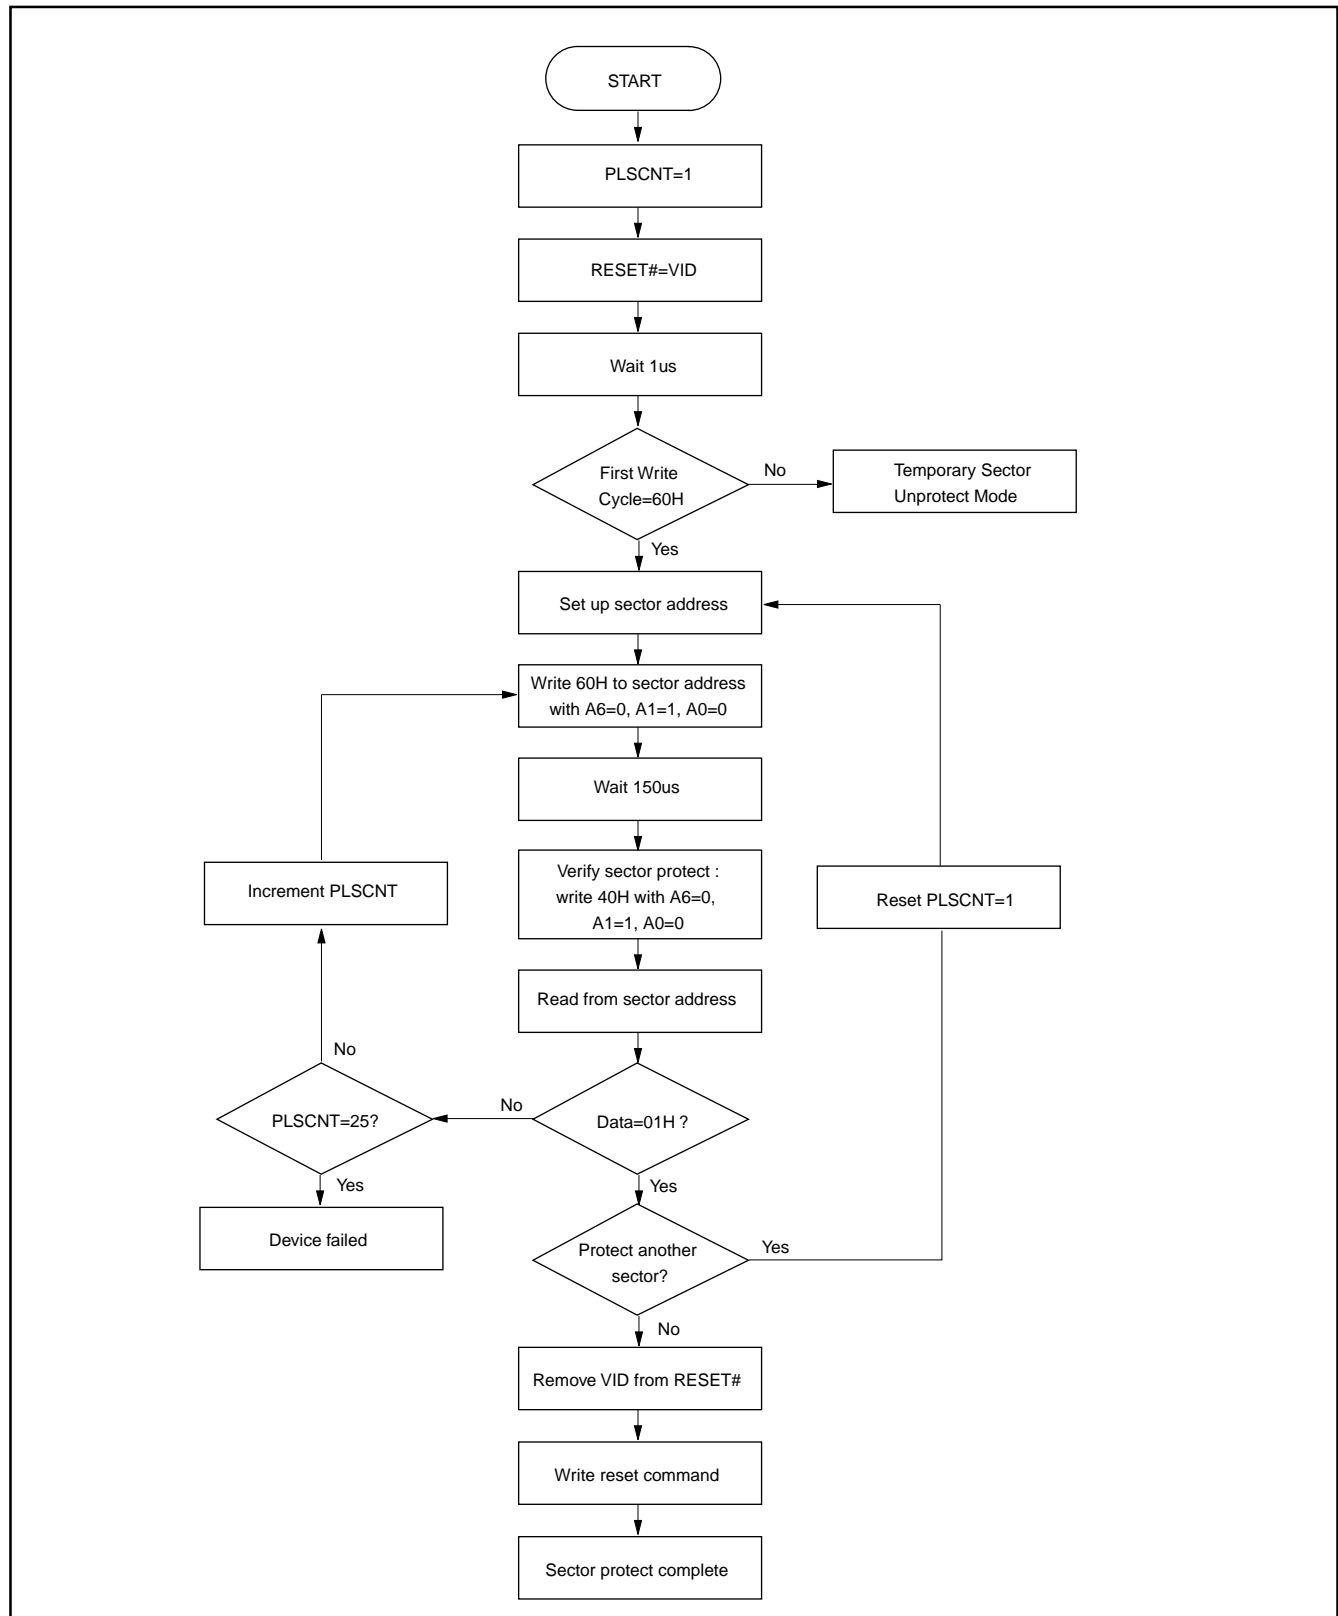 START
PLSCNT=1
RESET#=VID
Wait 1us
First Write
Cycle=60H
No
Temporary Sector
Unprotect Mode
Yes
Set up sector address
Write 60H to sector address
with A6=0, A1=1, A0=0
Wait 150us
Verify sector protect :
write 40H with A6=0,
A1=1, A0=0
Increment PLSCNT
Reset PLSCNT=1
Read from sector address
No
PLSCNT=25?
No
Data=01H ?
Yes
Yes
Device failed
Protect another
sector?
Yes
No
Remove VID from RESET#
Write reset command
Sector protect complete